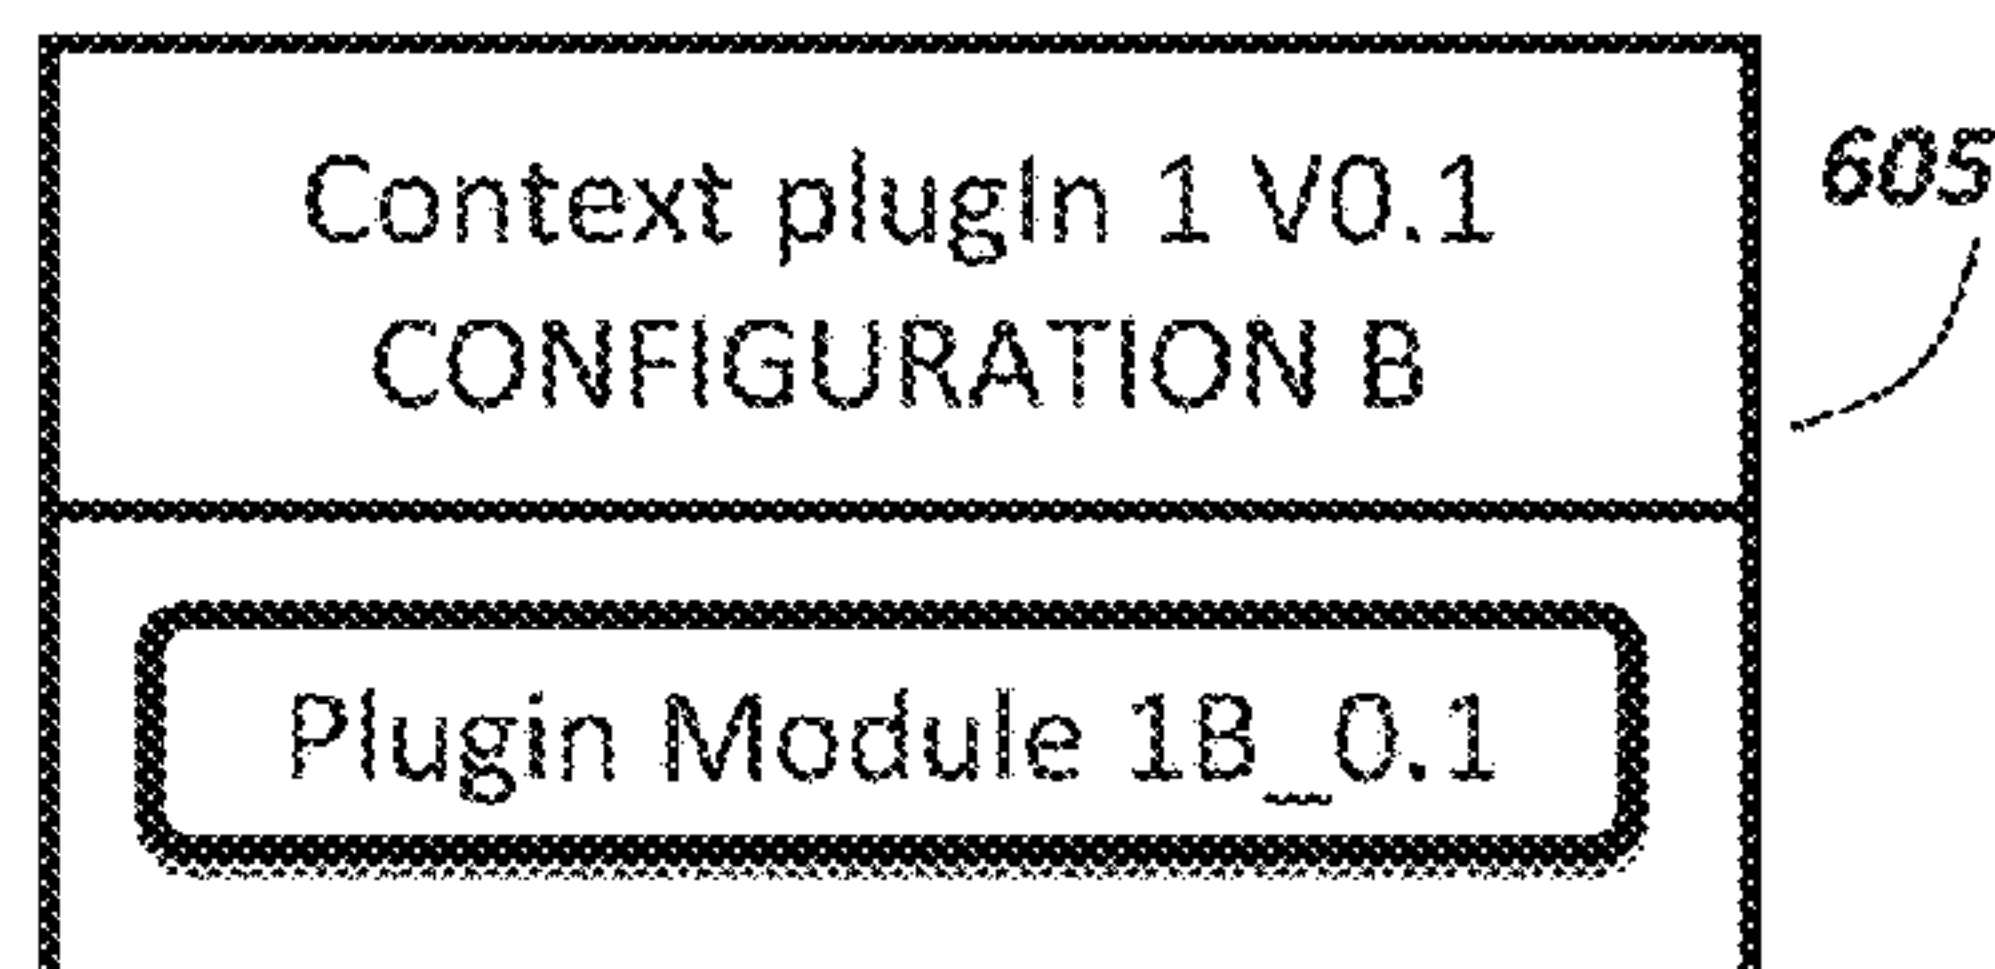 Context plugIn 1 V0.1
CONFIGURATION B
605
Plugin Module 1B_0.1